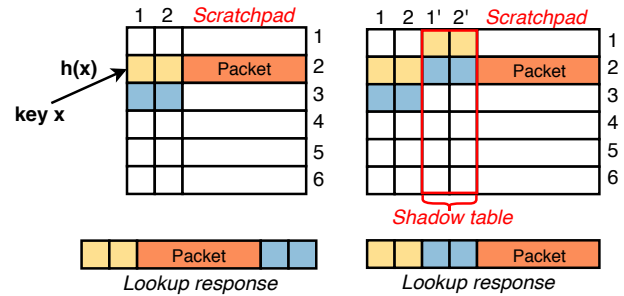 1 2 Scratchpad
1
h(x)
Packet
2
key x
3
4
5
6
Packet
Lookup response
1 2 1' 2' Scratchpad
1
Packet
2
3
4
5
6
Shadow table
Packet
Lookup response